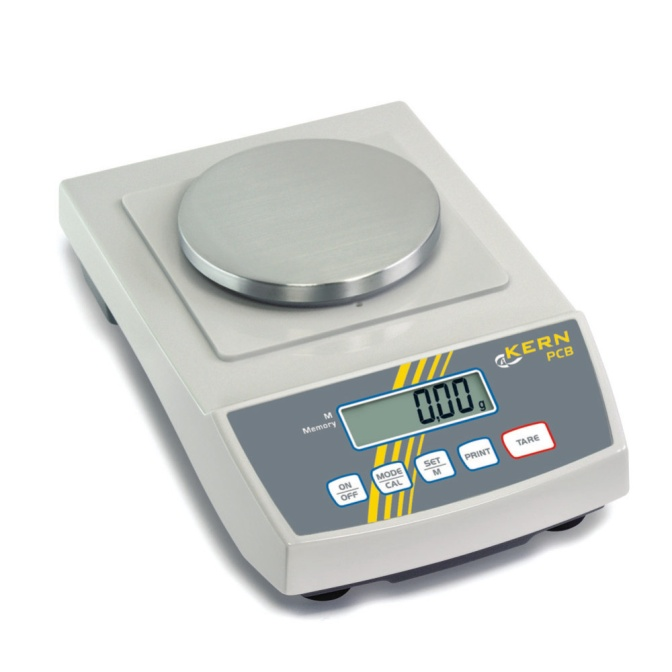 KERN
PCB
M
Memory
0,00 g
ON
OFF
MODE
CAL
SET
M
PRINT
TARE